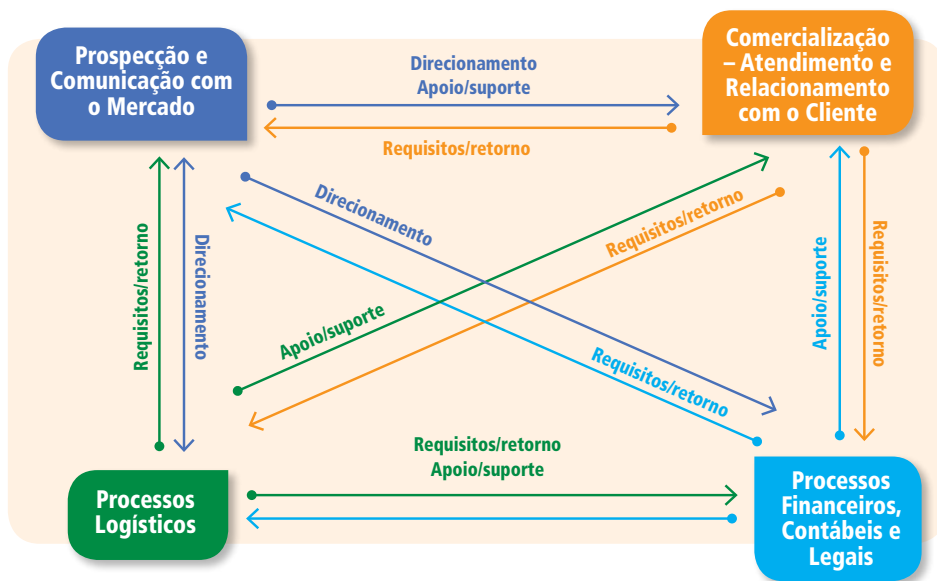 Prospecção e
Comunicação com
o Mercado
Direcionamento
Apoio/suporte
Requisitos/retorno
Comercialização
– Atendimento e
Relacionamento
com o Cliente
Requisitos/retorno
Direcionamento
Direcionamento
Requisitos/retorno
Apoio/suporte
Requisitos/retorno
Apoio/suporte
Requisitos/retorno
Requisitos/retorno
Apoio/suporte
Processos
Logísticos
Processos
Financeiros,
Contábeis e
Legais